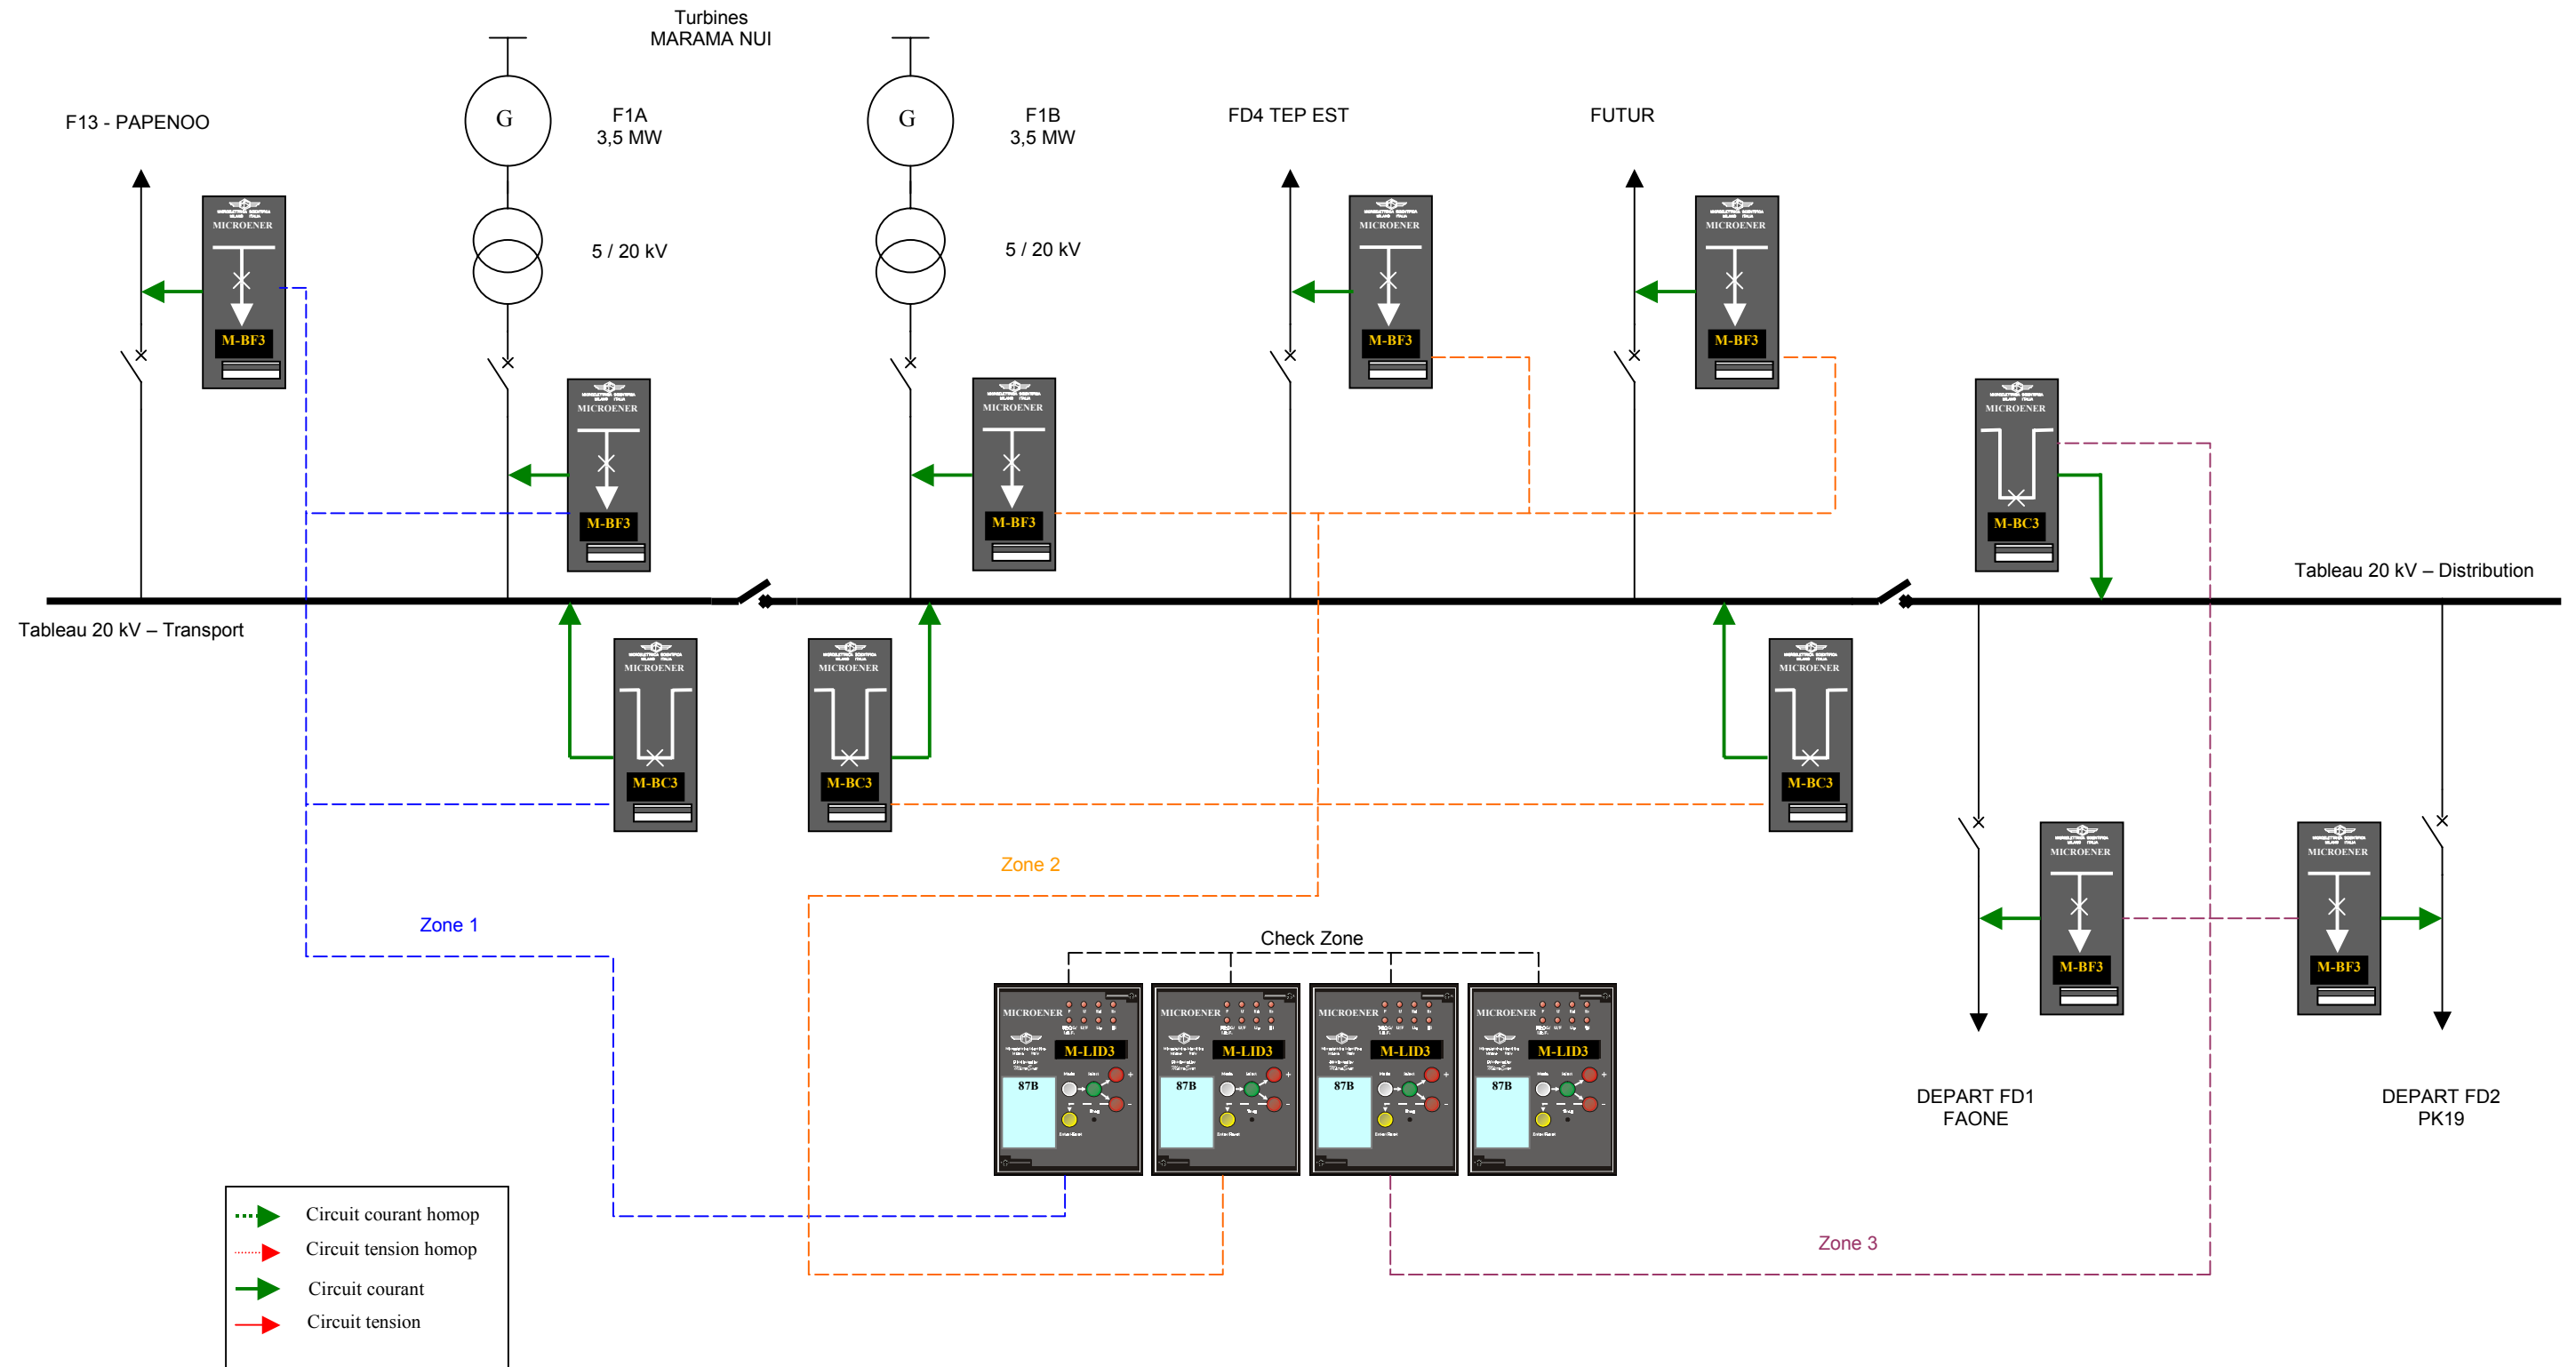 Turbines
MARAMA NUI
F13 - PAPENOO
G
F1A
3,5 MW
G
F1B
3,5 MW
FD4 TEP EST
FUTUR
5 / 20 kV
5 / 20 kV
MICROENER
M-BF3
MICROENER
M-BF3
MICROENER
M-BF3
MICROENER
M-BF3
MICROENER
M-BF3
MICROENER
M-BC3
Tableau 20 kV – Distribution
Tableau 20 kV – Transport
MICROENER
M-BC3
MICROENER
M-BC3
MICROENER
M-BC3
Zone 2
Zone 1
MICROENER
M-BF3
MICROENER
M-BF3
Check Zone
MICROENER
M-LID3
87B
MICROENER
M-LID3
87B
MICROENER
M-LID3
87B
MICROENER
M-LID3
87B
DEPART FD1
FAONE
DEPART FD2
PK19
Zone 3
Circuit courant homop
Circuit tension homop
Circuit courant
Circuit tension